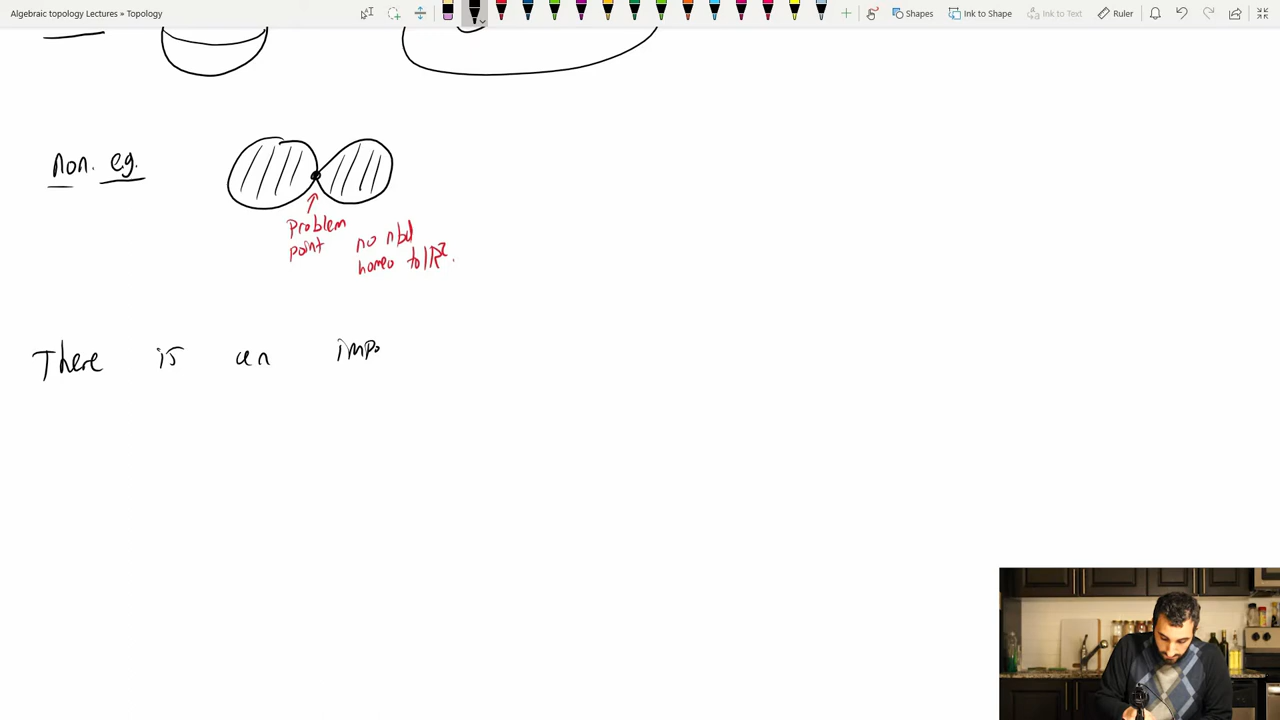 Algebraic topology Lectures » Topology
Shapes
Ink to Shape
Ink to Text
Ruler
non. e.g.
problem
point
no nbd
homeo to ℝ².
There is an impo